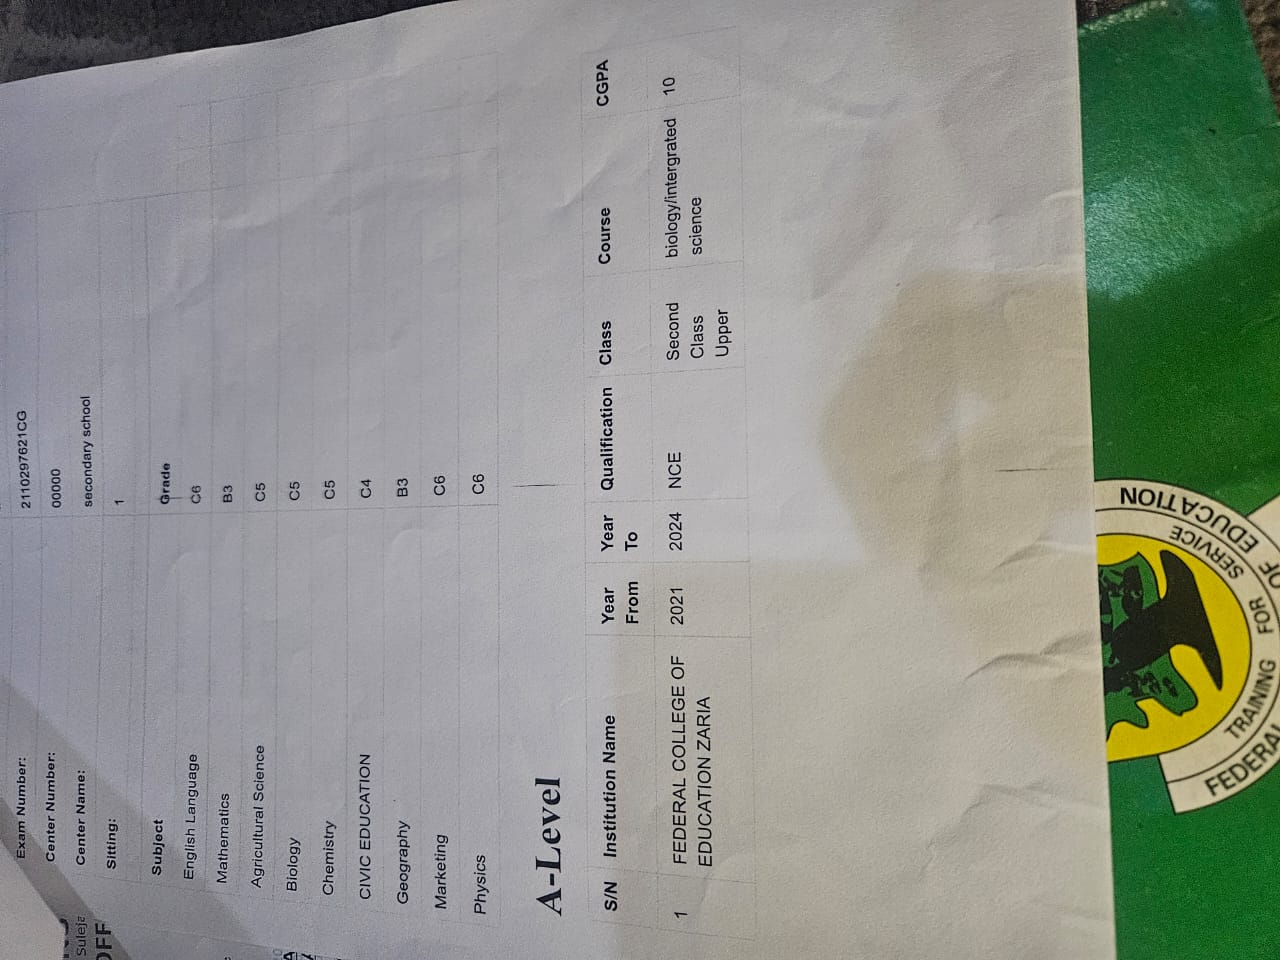 Exam Number: 2110297621CG
Center Number: 00000
Center Name: secondary school
Sitting: 1
Subject Grade
English Language C6
Mathematics B3
Agricultural Science C5
Biology C5
Chemistry C5
CIVIC EDUCATION C4
Geography B3
Marketing C6
Physics C6
A-Level
S/N Institution Name Year From Year To Qualification Class Course CGPA
1 FEDERAL COLLEGE OF EDUCATION ZARIA 2021 2024 NCE Second Class Upper biology/intergrated science 10
FEDERAL OF EDUCATION
TRAINING FOR SERVICE
Suleja
OFF